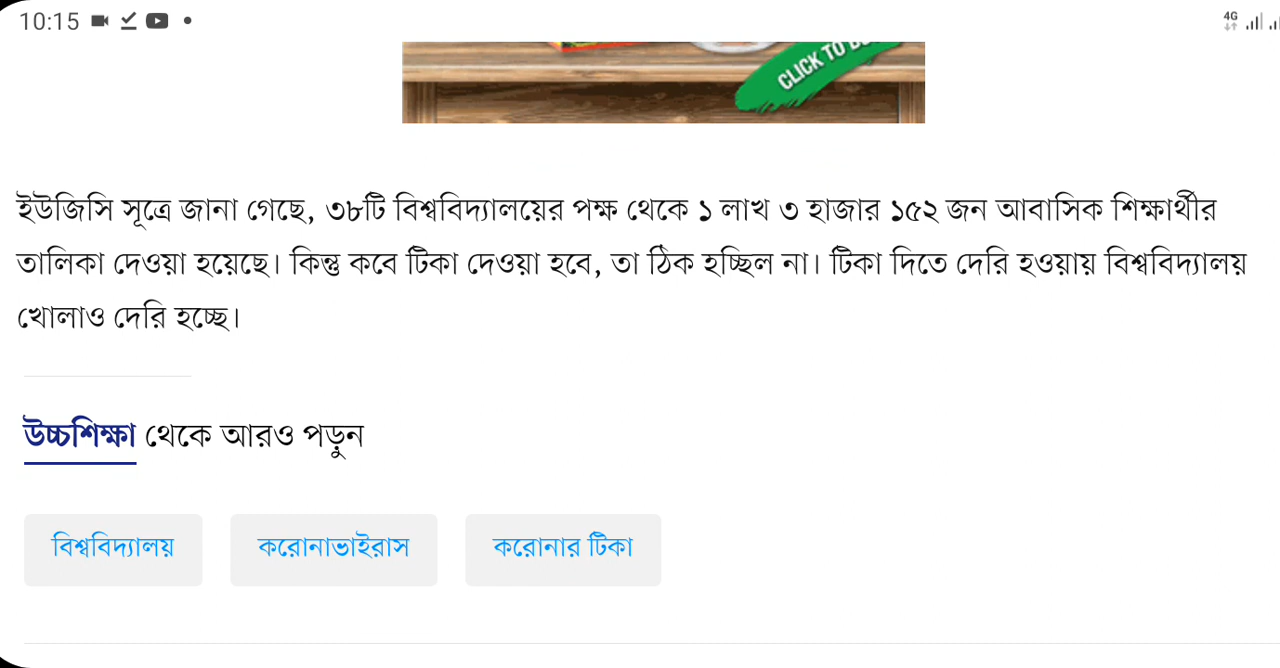 10:15
4G
CLICK TO
ইউজিসি সূত্রে জানা গেছে, ৩৮টি বিশ্ববিদ্যালয়ের পক্ষ থেকে ১ লাখ ৩ হাজার ১৫২ জন আবাসিক শিক্ষার্থীর
তালিকা দেওয়া হয়েছে। কিন্তু কবে টিকা দেওয়া হবে, তা ঠিক হচ্ছিল না। টিকা দিতে দেরি হওয়ায় বিশ্ববিদ্যালয়
খোলাও দেরি হচ্ছে।
উচ্চশিক্ষা থেকে আরও পড়ুন
বিশ্ববিদ্যালয় করোনাভাইরাস করোনার টিকা